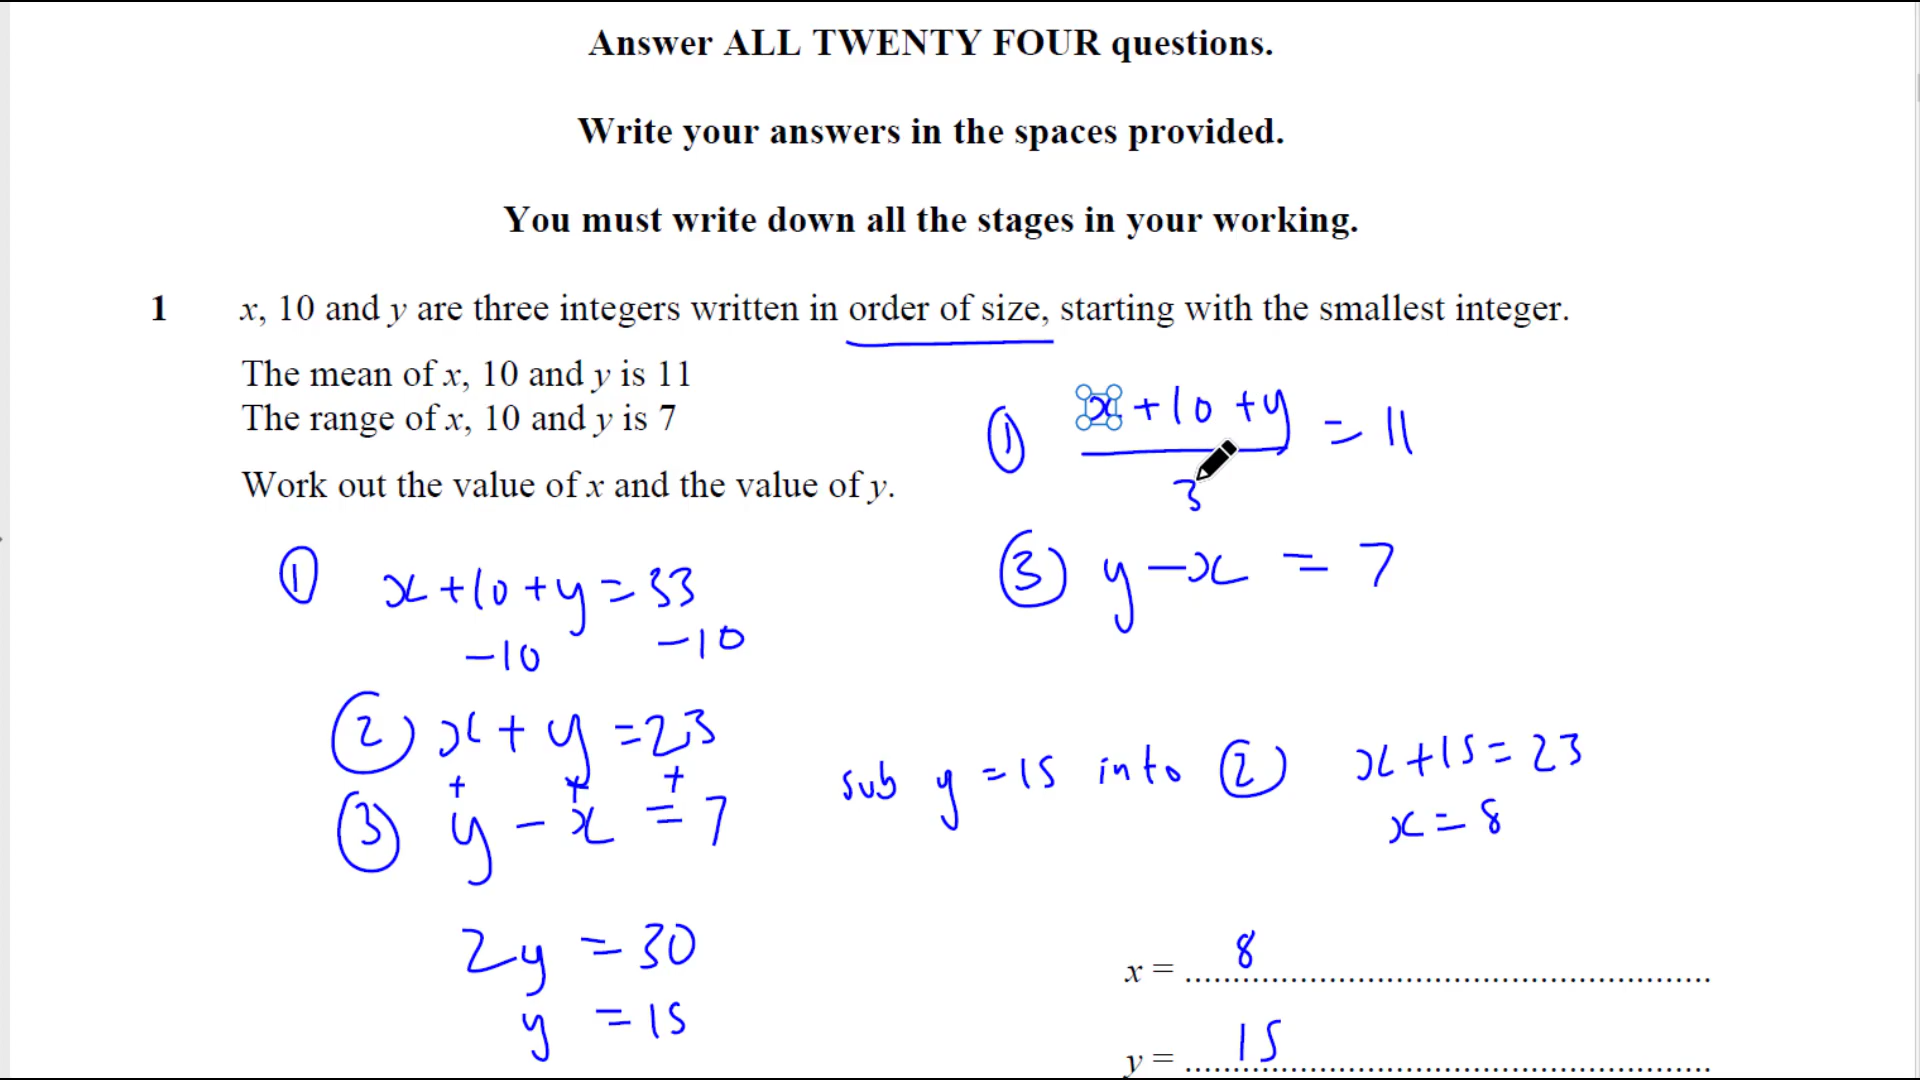 Answer ALL TWENTY FOUR questions.
Write your answers in the spaces provided.
You must write down all the stages in your working.
1 x, 10 and y are three integers written in order of size, starting with the smallest integer.
The mean of x, 10 and y is 11
The range of x, 10 and y is 7
Work out the value of x and the value of y.
① x + 10 + y = 11
3
③ y - x = 7
① x + 10 + y = 33
-10 -10
② x + y = 23
+ + +
③ y - x = 7
2y = 30
y = 15
sub y = 15 into ② x + 15 = 23
x = 8
x = 8
y = 15